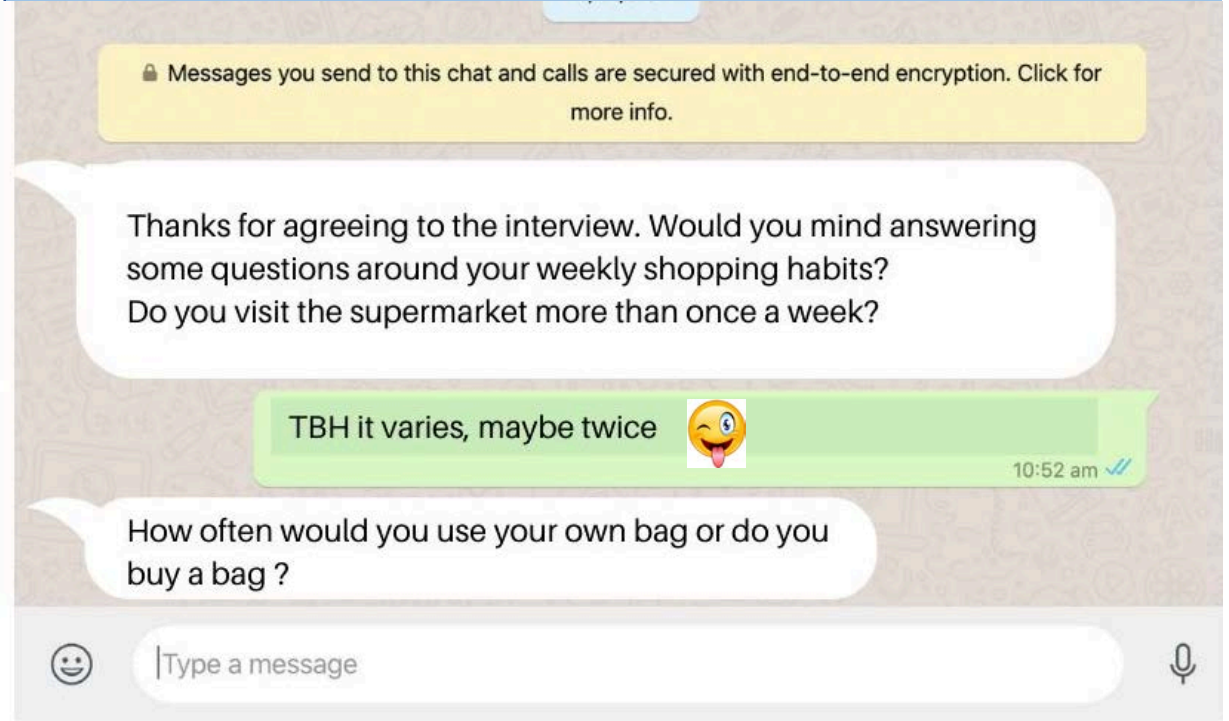 Messages you send to this chat and calls are secured with end-to-end encryption. Click for
more info.
Thanks for agreeing to the interview. Would you mind answering
some questions around your weekly shopping habits?
Do you visit the supermarket more than once a week?
TBH it varies, maybe twice
10:52 am
How often would you use your own bag or do you
buy a bag ?
Type a message